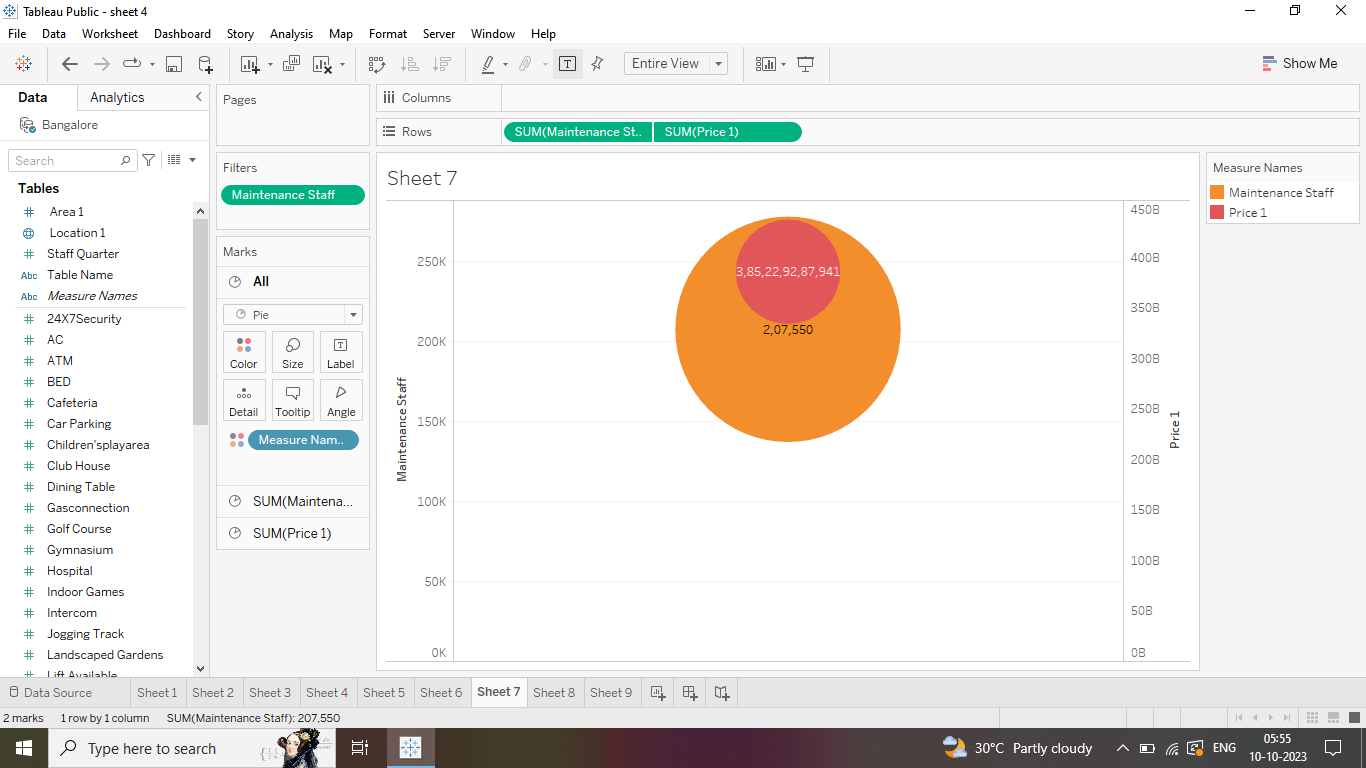 Tableau Public - sheet 4
File Data Worksheet Dashboard Story Analysis Map Format Server Window Help
Entire View
Show Me
Data Analytics
Bangalore
Search
Tables
# Area 1
Location 1
# Staff Quarter
Abc Table Name
Abc Measure Names
# 24X7Security
# AC
# ATM
# BED
# Cafeteria
# Car Parking
# Children'splayarea
# Club House
# Dining Table
# Gasconnection
# Golf Course
# Gymnasium
# Hospital
# Indoor Games
# Intercom
# Jogging Track
# Landscaped Gardens
# Lift Available
Pages
Filters
Maintenance Staff
Marks
All
Pie
Color Size Label
Detail Tooltip Angle
Measure Nam..
SUM(Maintena...
SUM(Price 1)
Columns
Rows SUM(Maintenance St.. SUM(Price 1)
Sheet 7
Maintenance Staff
250K
200K
150K
100K
50K
0K
3,85,22,92,87,941
2,07,550
450B
400B
350B
300B
250B
200B
150B
100B
50B
0B
Price 1
Measure Names
Maintenance Staff
Price 1
Data Source Sheet 1 Sheet 2 Sheet 3 Sheet 4 Sheet 5 Sheet 6 Sheet 7 Sheet 8 Sheet 9
2 marks 1 row by 1 column SUM(Maintenance Staff): 207,550
Type here to search
30°C Partly cloudy
ENG
05:55
10-10-2023